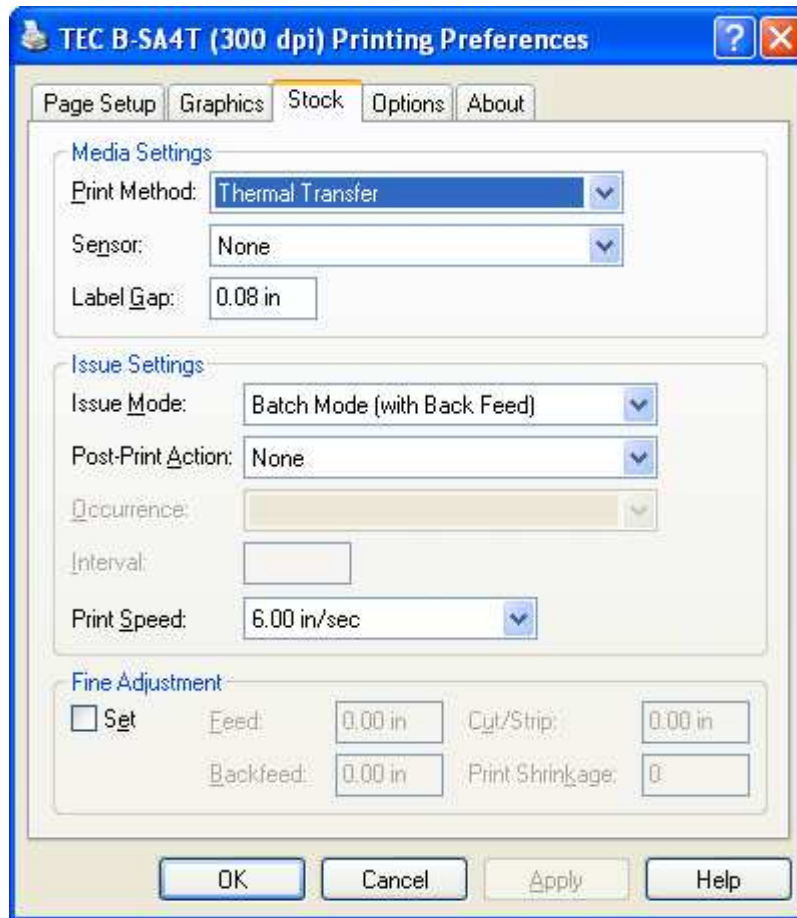 TEC B-SA4T (300 dpi) Printing Preferences
Page Setup Graphics Stock Options About
Media Settings
Print Method: Thermal Transfer
Sensor: None
Label Gap: 0.08 in
Issue Settings
Issue Mode: Batch Mode (with Back Feed)
Post-Print Action: None
Occurrence:
Interval:
Print Speed: 6.00 in/sec
Fine Adjustment
Set Feed: 0.00 in Cut/Strip: 0.00 in
Backfeed: 0.00 in Print Shrinkage: 0
OK Cancel Apply Help